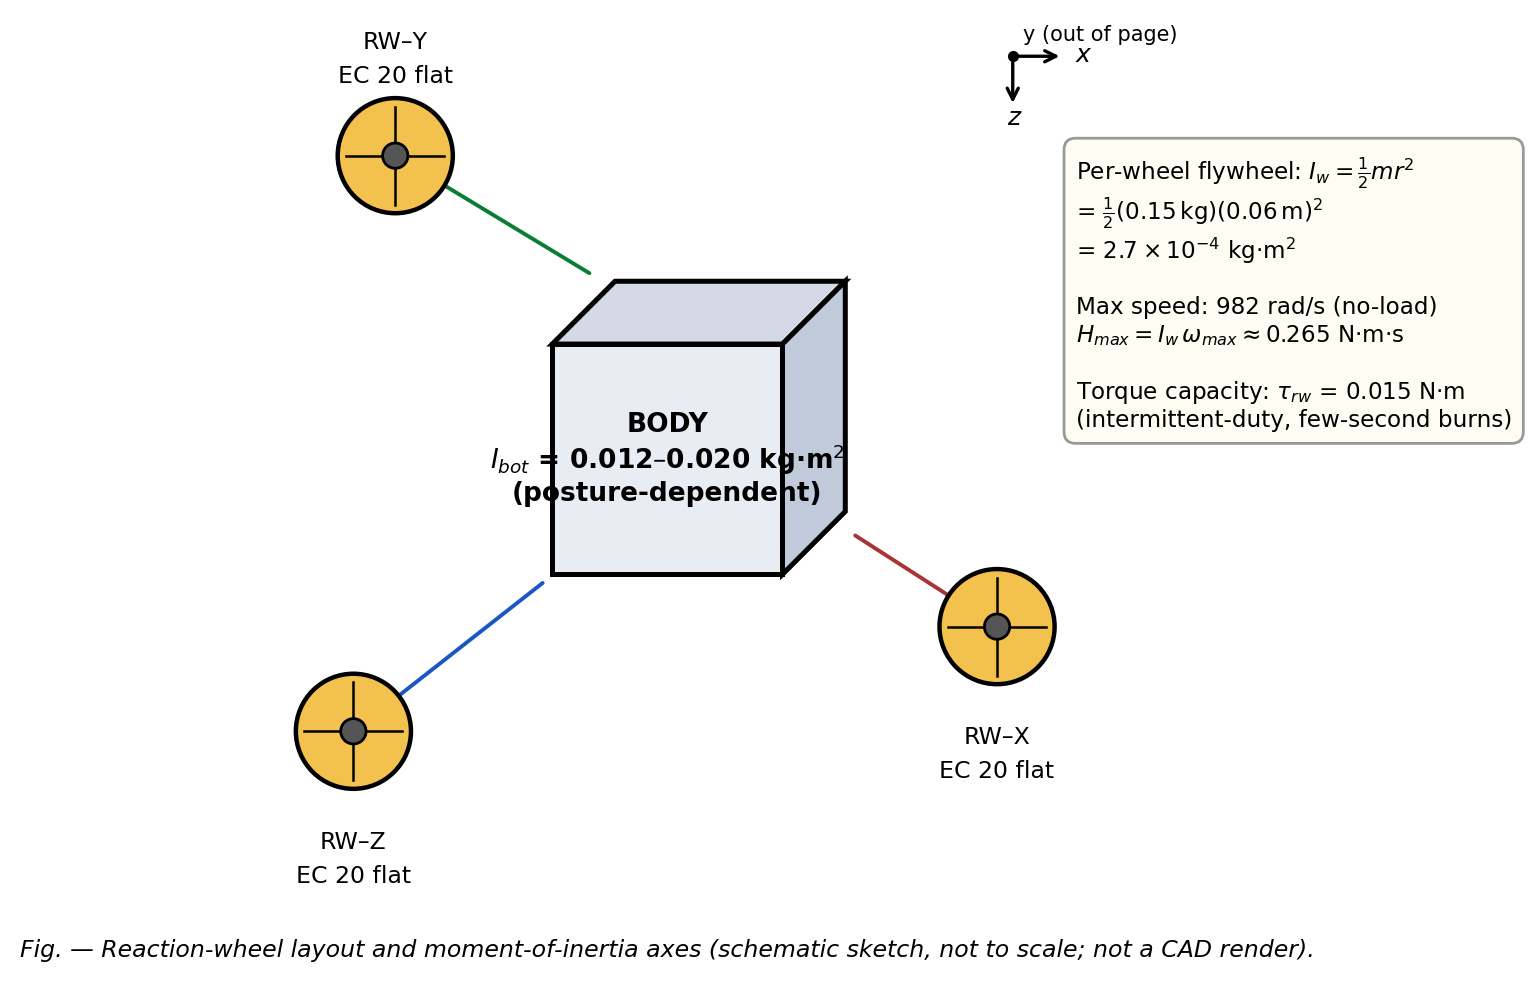 RW–Y
EC 20 flat
y (out of page)
x
z
Per-wheel flywheel: I_w = ½mr²
= ½(0.15 kg)(0.06 m)²
= 2.7 × 10⁻⁴ kg·m²
Max speed: 982 rad/s (no-load)
H_max = I_w ω_max ≈ 0.265 N·m·s
Torque capacity: τ_rw = 0.015 N·m
(intermittent-duty, few-second burns)
BODY
I_bot = 0.012–0.020 kg·m²
(posture-dependent)
RW–X
EC 20 flat
RW–Z
EC 20 flat
Fig. — Reaction-wheel layout and moment-of-inertia axes (schematic sketch, not to scale; not a CAD render).